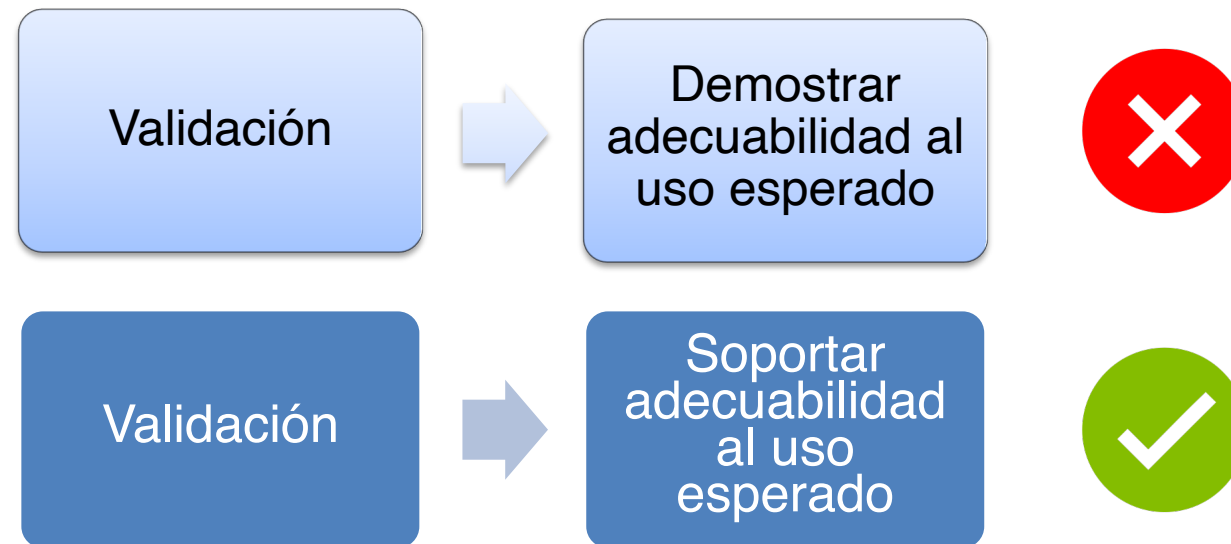 Validación
Demostrar
adecuabilidad al
uso esperado
Validación
Soportar
adecuabilidad
al uso
esperado